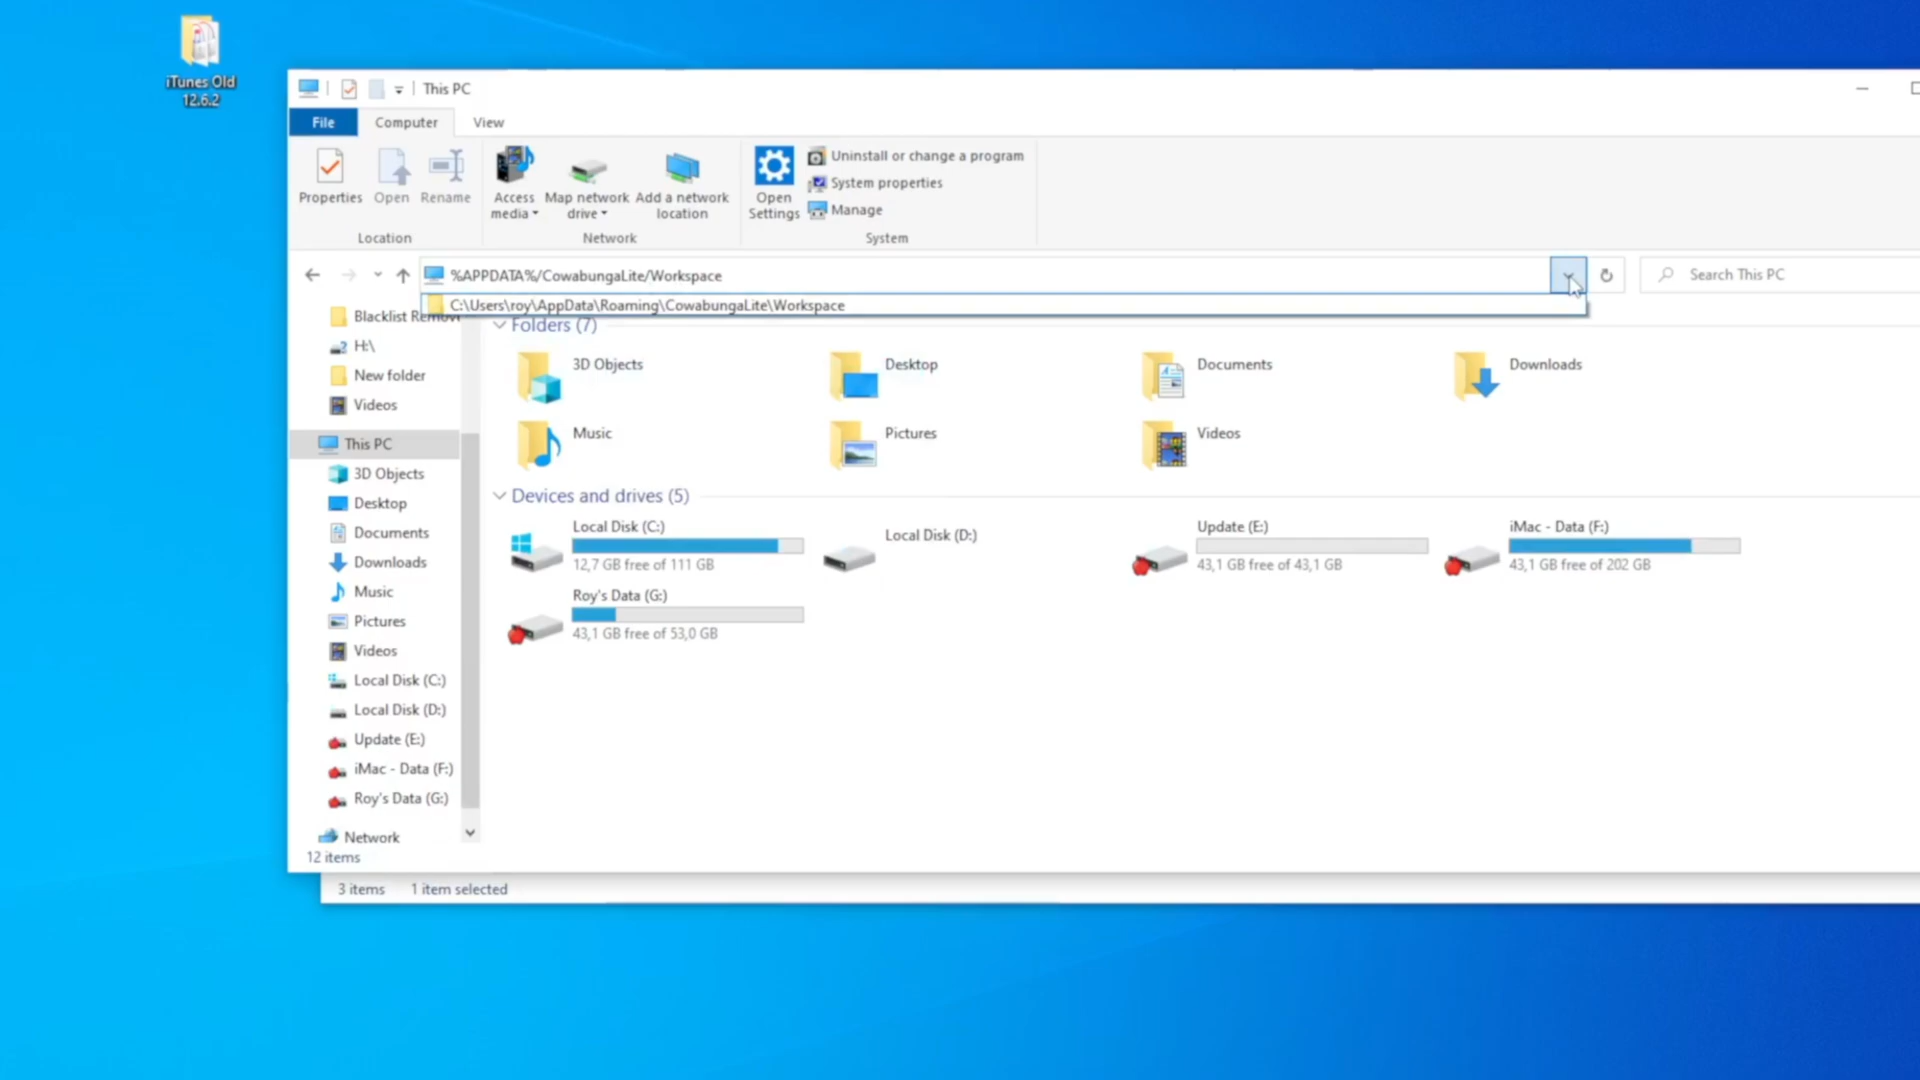 iTunes Old
12.6.2
This PC
File
Computer
View
Properties
Open
Rename
Access
media
Map network
drive
Add a network
location
Open
Settings
Uninstall or change a program
System properties
Manage
Location
Network
System
%APPDATA%/CowabungaLite/Workspace
Search This PC
C:\Users\roy\AppData\Roaming\CowabungaLite\Workspace
Blacklist Remov
H:\
New folder
Videos
This PC
3D Objects
Desktop
Documents
Downloads
Music
Pictures
Videos
Local Disk (C:)
Local Disk (D:)
Update (E:)
iMac - Data (F:)
Roy's Data (G:)
Network
Folders (7)
3D Objects
Desktop
Documents
Downloads
Music
Pictures
Videos
Devices and drives (5)
Local Disk (C:)
12,7 GB free of 111 GB
Local Disk (D:)
Update (E:)
43,1 GB free of 43,1 GB
iMac - Data (F:)
43,1 GB free of 202 GB
Roy's Data (G:)
43,1 GB free of 53,0 GB
12 items
3 items
1 item selected